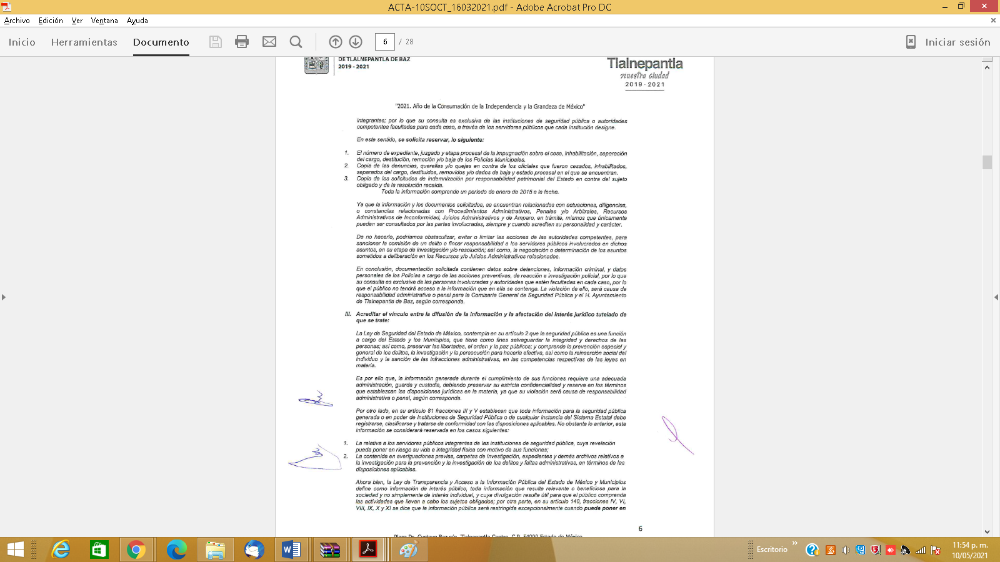 ACTA-10SOCT_16032021.pdf - Adobe Acrobat Pro DC
Archivo Edición Ver Ventana Ayuda
Inicio Herramientas Documento 6 / 28 Iniciar sesión
DE TLALNEPANTLA DE BAZ
2019 - 2021
Tlalnepantla
nuestra ciudad
2019 - 2021
"2021. Año de la Consumación de la Independencia y la Grandeza de México"
integrantes; por lo que su consulta es exclusiva de las instituciones de seguridad pública o autoridades
competentes facultadas para cada caso, a través de los servidores públicos que cada institución designe.
En este sentido, se solicita reservar, lo siguiente:
1. El número de expediente, juzgado y etapa procesal de la impugnación sobre el cese, inhabilitación, separación
del cargo, destitución, remoción y/o baja de los Policías Municipales.
2. Copia de las denuncias, querellas y/o quejas en contra de los oficiales que fueron cesados, inhabilitados,
separados del cargo, destituidos, removidos y/o dados de baja y estado procesal en el que se encuentran.
3. Copia de las solicitudes de indemnización por responsabilidad patrimonial del Estado en contra del sujeto
obligado y de la resolución recaída.
Toda la información comprende un periodo de enero de 2015 a la fecha.
Ya que la información y los documentos solicitados, se encuentran relacionados con actuaciones, diligencias,
o constancias relacionadas con Procedimientos Administrativos, Penales y/o Arbitrales, Recursos
Administrativos de Inconformidad, Juicios Administrativos y de Amparo, en trámite, mismos que únicamente
pueden ser consultados por las partes involucradas, siempre y cuando acrediten su personalidad y carácter.
De no hacerlo, podríamos obstaculizar, evitar o limitar las acciones de las autoridades competentes, para
sancionar la comisión de un delito o fincar responsabilidad a los servidores públicos involucrados en dichos
asuntos, en su etapa de investigación y/o resolución; así como, la negociación o determinación de los asuntos
sometidos a deliberación en los Recursos y/o Juicios Administrativos relacionados.
En conclusión, documentación solicitada contienen datos sobre detenciones, información criminal, y datos
personales de los Policías a cargo de las acciones preventivas, de reacción e investigación policial, por lo que
su consulta es exclusiva de las personas involucradas y autoridades que estén facultadas en cada caso, por lo
que el público no tendrá acceso a la información que en ella se contenga. La violación de ello, será causa de
responsabilidad administrativa o penal para la Comisaría General de Seguridad Pública y el H. Ayuntamiento
de Tlalnepantla de Baz, según corresponda.
III. Acreditar el vínculo entre la difusión de la información y la afectación del interés jurídico tutelado de
que se trate:
La Ley de Seguridad del Estado de México, contempla en su artículo 2 que la seguridad pública es una función
a cargo del Estado y los Municipios, que tiene como fines salvaguardar la integridad y derechos de las
personas; así como, preservar las libertades, el orden y la paz públicos; y comprende la prevención especial y
general de los delitos, la investigación y la persecución para hacerla efectiva, así como la reinserción social del
individuo y la sanción de las infracciones administrativas, en las competencias respectivas de las leyes en
materia.
Es por ello que, la información generada durante el cumplimiento de sus funciones requiere una adecuada
administración, guarda y custodia, debiendo preservar su estricta confidencialidad y reserva en los términos
que establezcan las disposiciones jurídicas en la materia, ya que su violación será causa de responsabilidad
administrativa o penal, según corresponda.
Por otro lado, en su artículo 81 fracciones III y V establecen que toda información para la seguridad pública
generada o en poder de Instituciones de Seguridad Pública o de cualquier instancia del Sistema Estatal debe
registrarse, clasificarse y tratarse de conformidad con las disposiciones aplicables. No obstante lo anterior, esta
información se considerará reservada en los casos siguientes:
1. La relativa a los servidores públicos integrantes de las instituciones de seguridad pública, cuya revelación
pueda poner en riesgo su vida e integridad física con motivo de sus funciones;
2. La contenida en averiguaciones previas, carpetas de investigación, expedientes y demás archivos relativos a
la investigación para la prevención y la investigación de los delitos y faltas administrativas, en términos de las
disposiciones aplicables.
Ahora bien, la Ley de Transparencia y Acceso a la Información Pública del Estado de México y Municipios
define como información de interés público, toda información que resulte relevante o beneficiosa para la
sociedad y no simplemente de interés individual, y cuya divulgación resulte útil para que el público comprenda
las actividades que llevan a cabo los sujetos obligados; por otra parte, en su artículo 140, fracciones IV, VI,
VIII, IX, X y XI se dice que la información pública será restringida excepcionalmente cuando pueda poner en
6
Plaza Dr. Gustavo Baz s/n, Tlalnepantla Centro, C.P. 54000 Estado de México
Escritorio
11:54 p. m.
10/05/2021